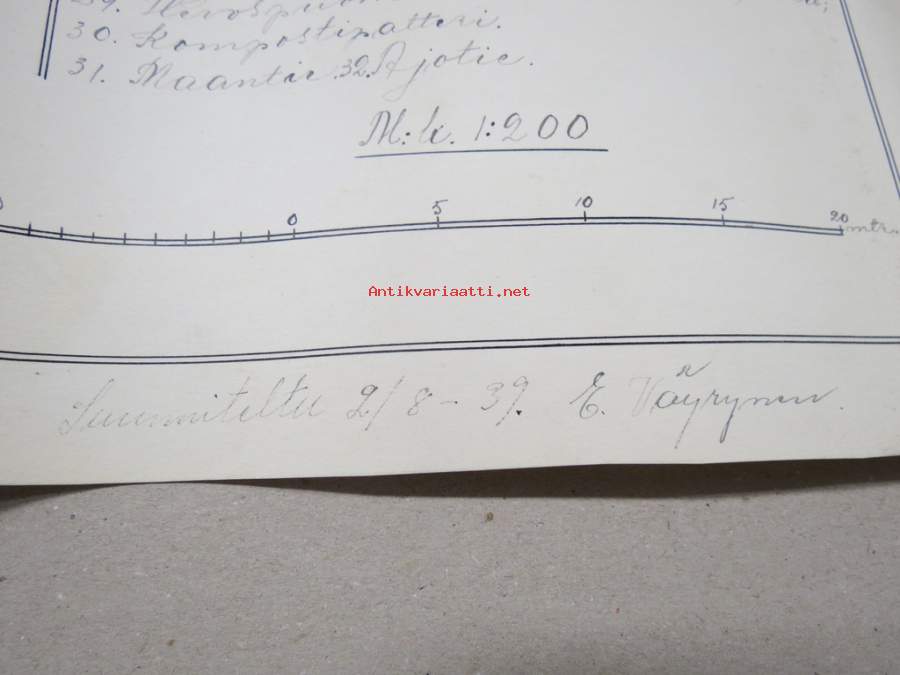 29.
30. Kompostipatteri.
31. Maantie. 32. Ajotie.
M:k. 1:200
0 5 10 15 20 mtr.
Antikvariaatti.net
Suunniteltu 2/8-39. E. Väyrynen.